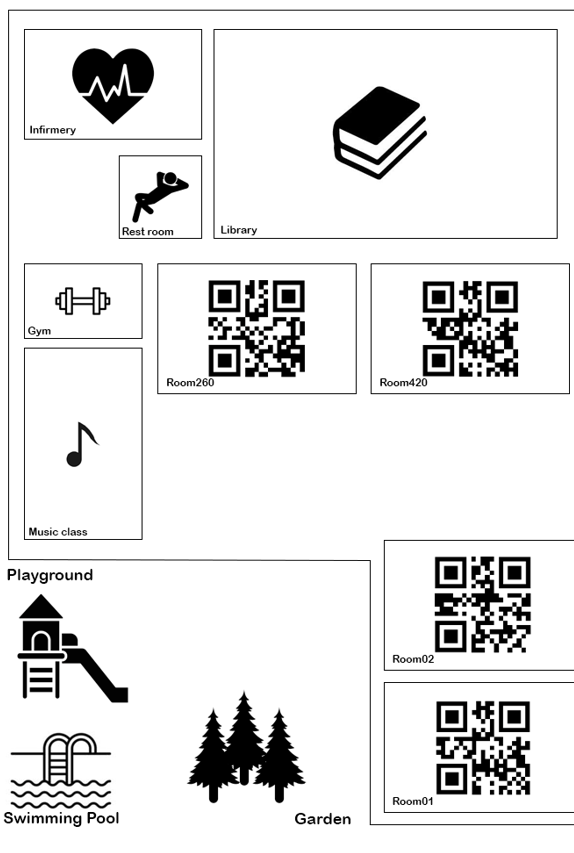 Infirmery
Rest room
Library
Gym
Room260
Room420
Music class
Playground
Room02
Room01
Swimming Pool
Garden